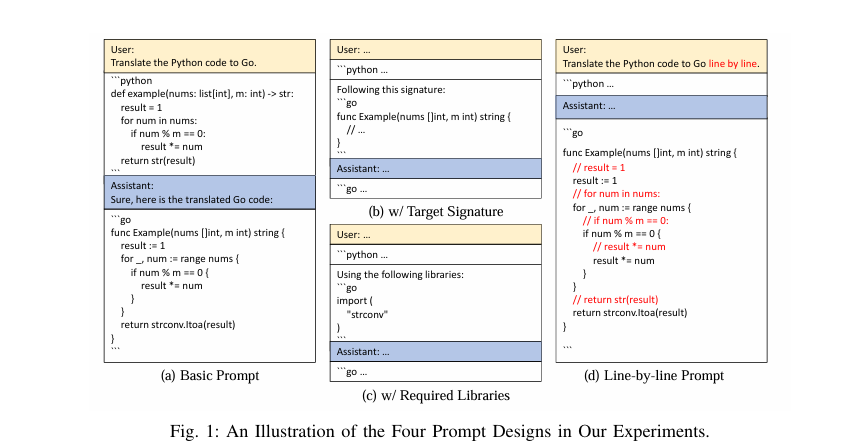 User:
Translate the Python code to Go.
```python
def example(nums: list[int], m: int) -> str:
    result = 1
    for num in nums:
        if num % m == 0:
            result *= num
    return str(result)
```
Assistant:
Sure, here is the translated Go code:
```go
func Example(nums []int, m int) string {
    result := 1
    for _, num := range nums {
        if num % m == 0 {
            result *= num
        }
    }
    return strconv.Itoa(result)
}
```
(a) Basic Prompt
User: ...
```python ...
Following this signature:
```go
func Example(nums []int, m int) string {
    // ...
}
```
Assistant: ...
```go ...
(b) w/ Target Signature
User: ...
```python ...
Using the following libraries:
```go
import (
    "strconv"
)
```
Assistant: ...
```go ...
(c) w/ Required Libraries
User:
Translate the Python code to Go line by line.
```python ...
Assistant: ...
```go
func Example(nums []int, m int) string {
    // result = 1
    result := 1
    // for num in nums:
    for _, num := range nums {
        // if num % m == 0:
        if num % m == 0 {
            // result *= num
            result *= num
        }
    }
    // return str(result)
    return strconv.Itoa(result)
}
```
(d) Line-by-line Prompt
Fig. 1: An Illustration of the Four Prompt Designs in Our Experiments.